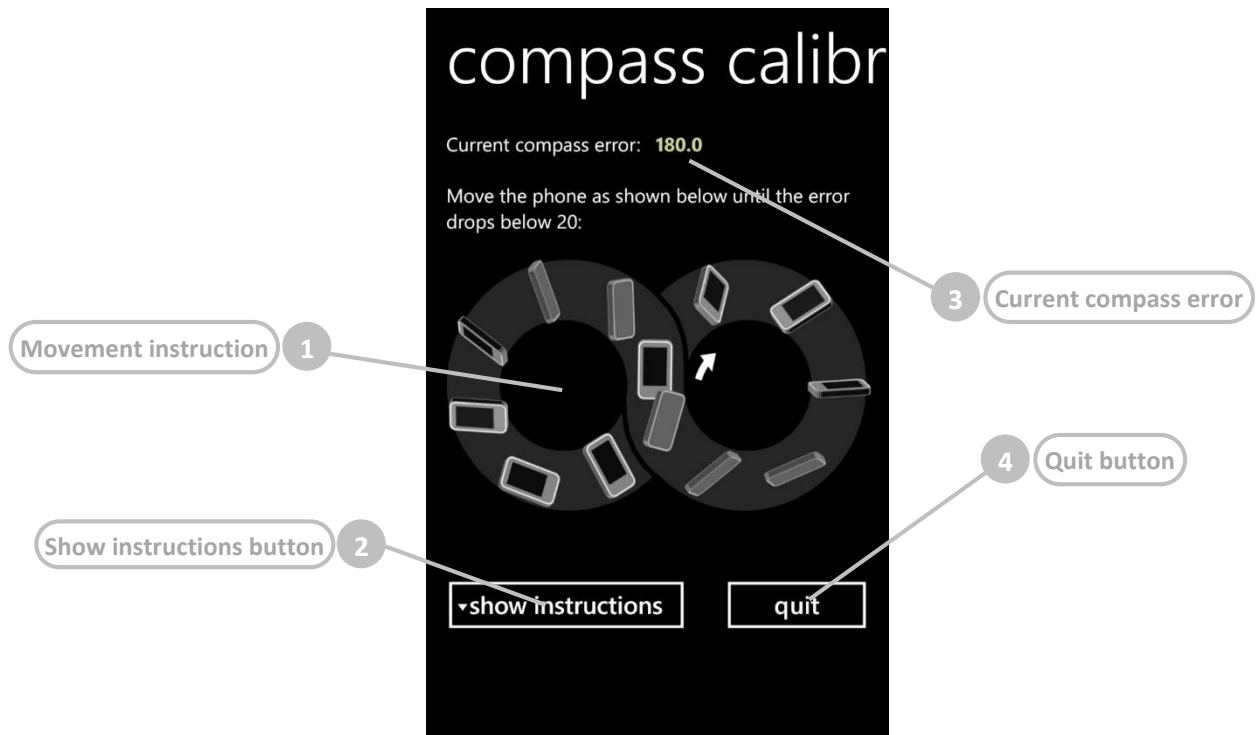 compass calibr
Current compass error: 180.0
Move the phone as shown below until the error
drops below 20:
3 Current compass error
Movement instruction 1
4 Quit button
Show instructions button 2
show instructions
quit